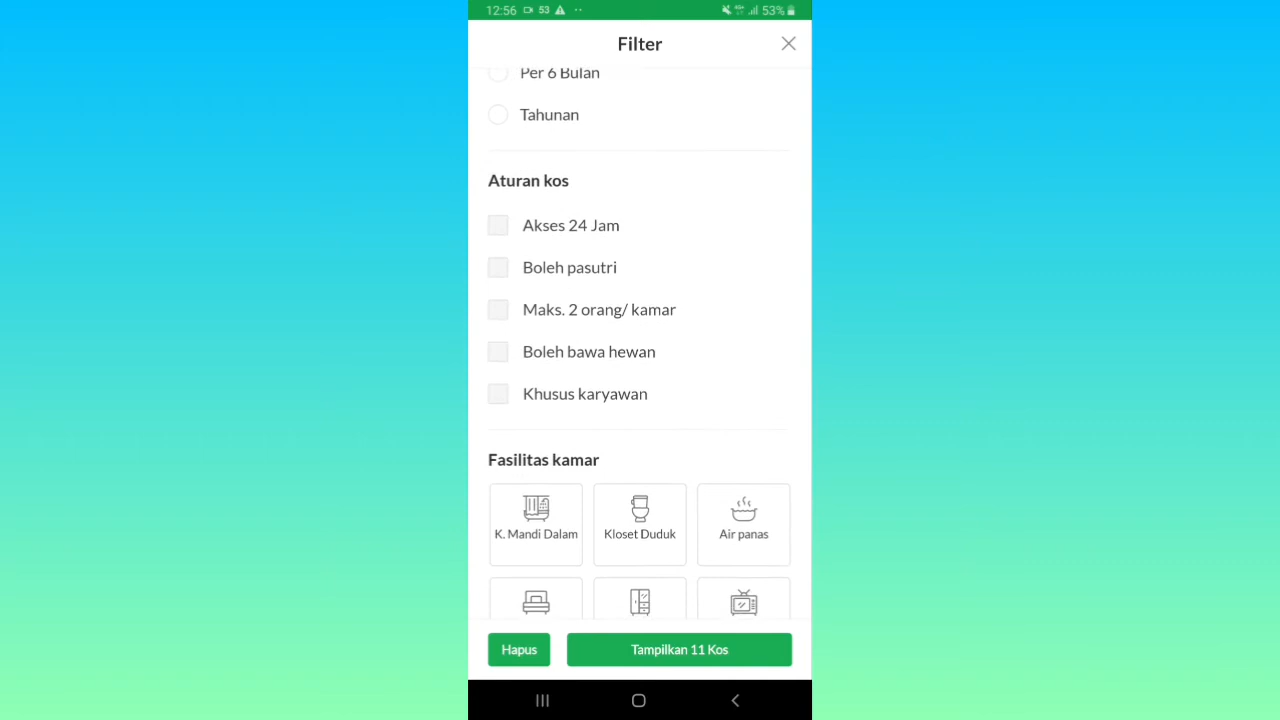 12:56 53 53%
Filter
Per 6 Bulan
Tahunan
Aturan kos
Akses 24 Jam
Boleh pasutri
Maks. 2 orang/ kamar
Boleh bawa hewan
Khusus karyawan
Fasilitas kamar
K. Mandi Dalam Kloset Duduk Air panas
Hapus Tampilkan 11 Kos